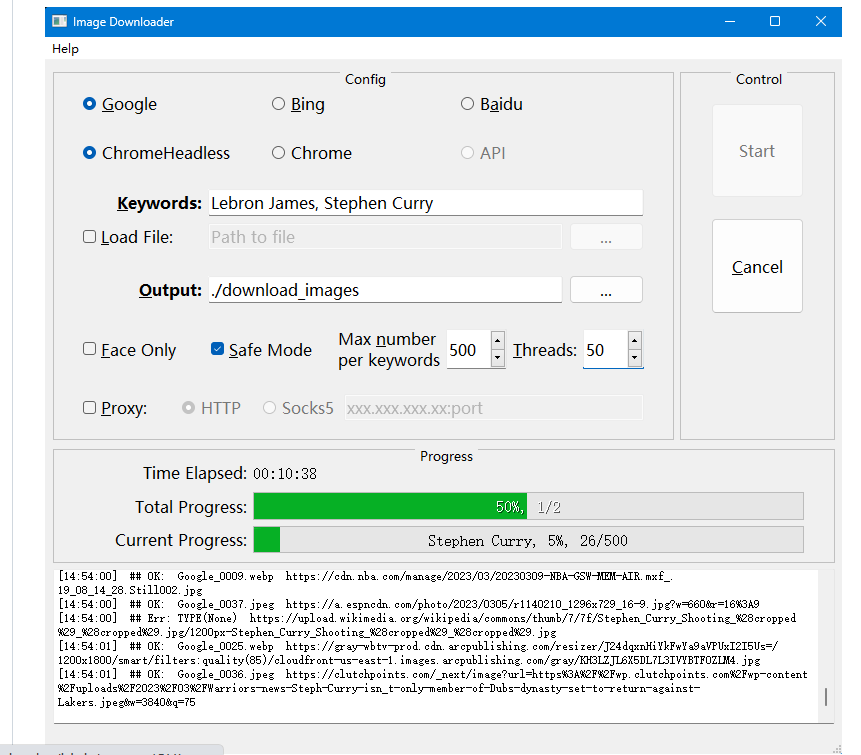 Image Downloader
Help
Config
Control
Google
Bing
Baidu
Start
ChromeHeadless
Chrome
API
Keywords: Lebron James, Stephen Curry
Load File: Path to file ...
Cancel
Output: ./download_images ...
Face Only
Safe Mode
Max number
per keywords
500
Threads:
50
Proxy:
HTTP
Socks5
xxx.xxx.xxx.xx:port
Progress
Time Elapsed: 00:10:38
Total Progress: 50%, 1/2
Current Progress: Stephen Curry, 5%, 26/500
[14:54:00] ## OK: Google_0009.webp https://cdn.nba.com/manage/2023/03/20230309-NBA-GSW-MEM-AIR.mxf_.
19_08_14_28.Still002.jpg
[14:54:00] ## OK: Google_0037.jpeg https://a.espncdn.com/photo/2023/0305/r1140210_1296x729_16-9.jpg?w=660&r=16%3A9
[14:54:00] ## Err: TYPE(None) https://upload.wikimedia.org/wikipedia/commons/thumb/7/7f/Stephen_Curry_Shooting_%28cropped
%29_%28cropped%29.jpg/1200px-Stephen_Curry_Shooting_%28cropped%29_%28cropped%29.jpg
[14:54:01] ## OK: Google_0025.webp https://gray-wbtv-prod.cdn.arcpublishing.com/resizer/J24dqxnHiYkFwYa9aVPUxI2I5Us=/
1200x1800/smart/filters:quality(85)/cloudfront-us-east-1.images.arcpublishing.com/gray/KH3LZJL6X5DL7L3IVYBTFOZLM4.jpg
[14:54:01] ## OK: Google_0036.jpeg https://clutchpoints.com/_next/image?url=https%3A%2F%2Fwp.clutchpoints.com%2Fwp-content
%2Fuploads%2F2023%2F03%2FWarriors-news-Steph-Curry-isn_t-only-member-of-Dubs-dynasty-set-to-return-against-
Lakers.jpeg&w=3840&q=75